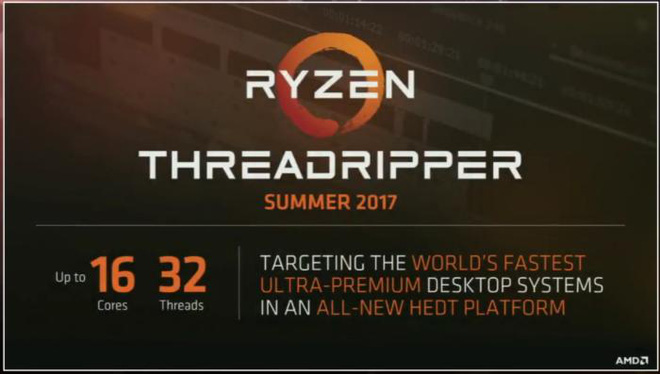 RYZEN
THREADRIPPER
SUMMER 2017
Up to 16 Cores
32 Threads
TARGETING THE WORLD'S FASTEST
ULTRA-PREMIUM DESKTOP SYSTEMS
IN AN ALL-NEW HEDT PLATFORM
AMD